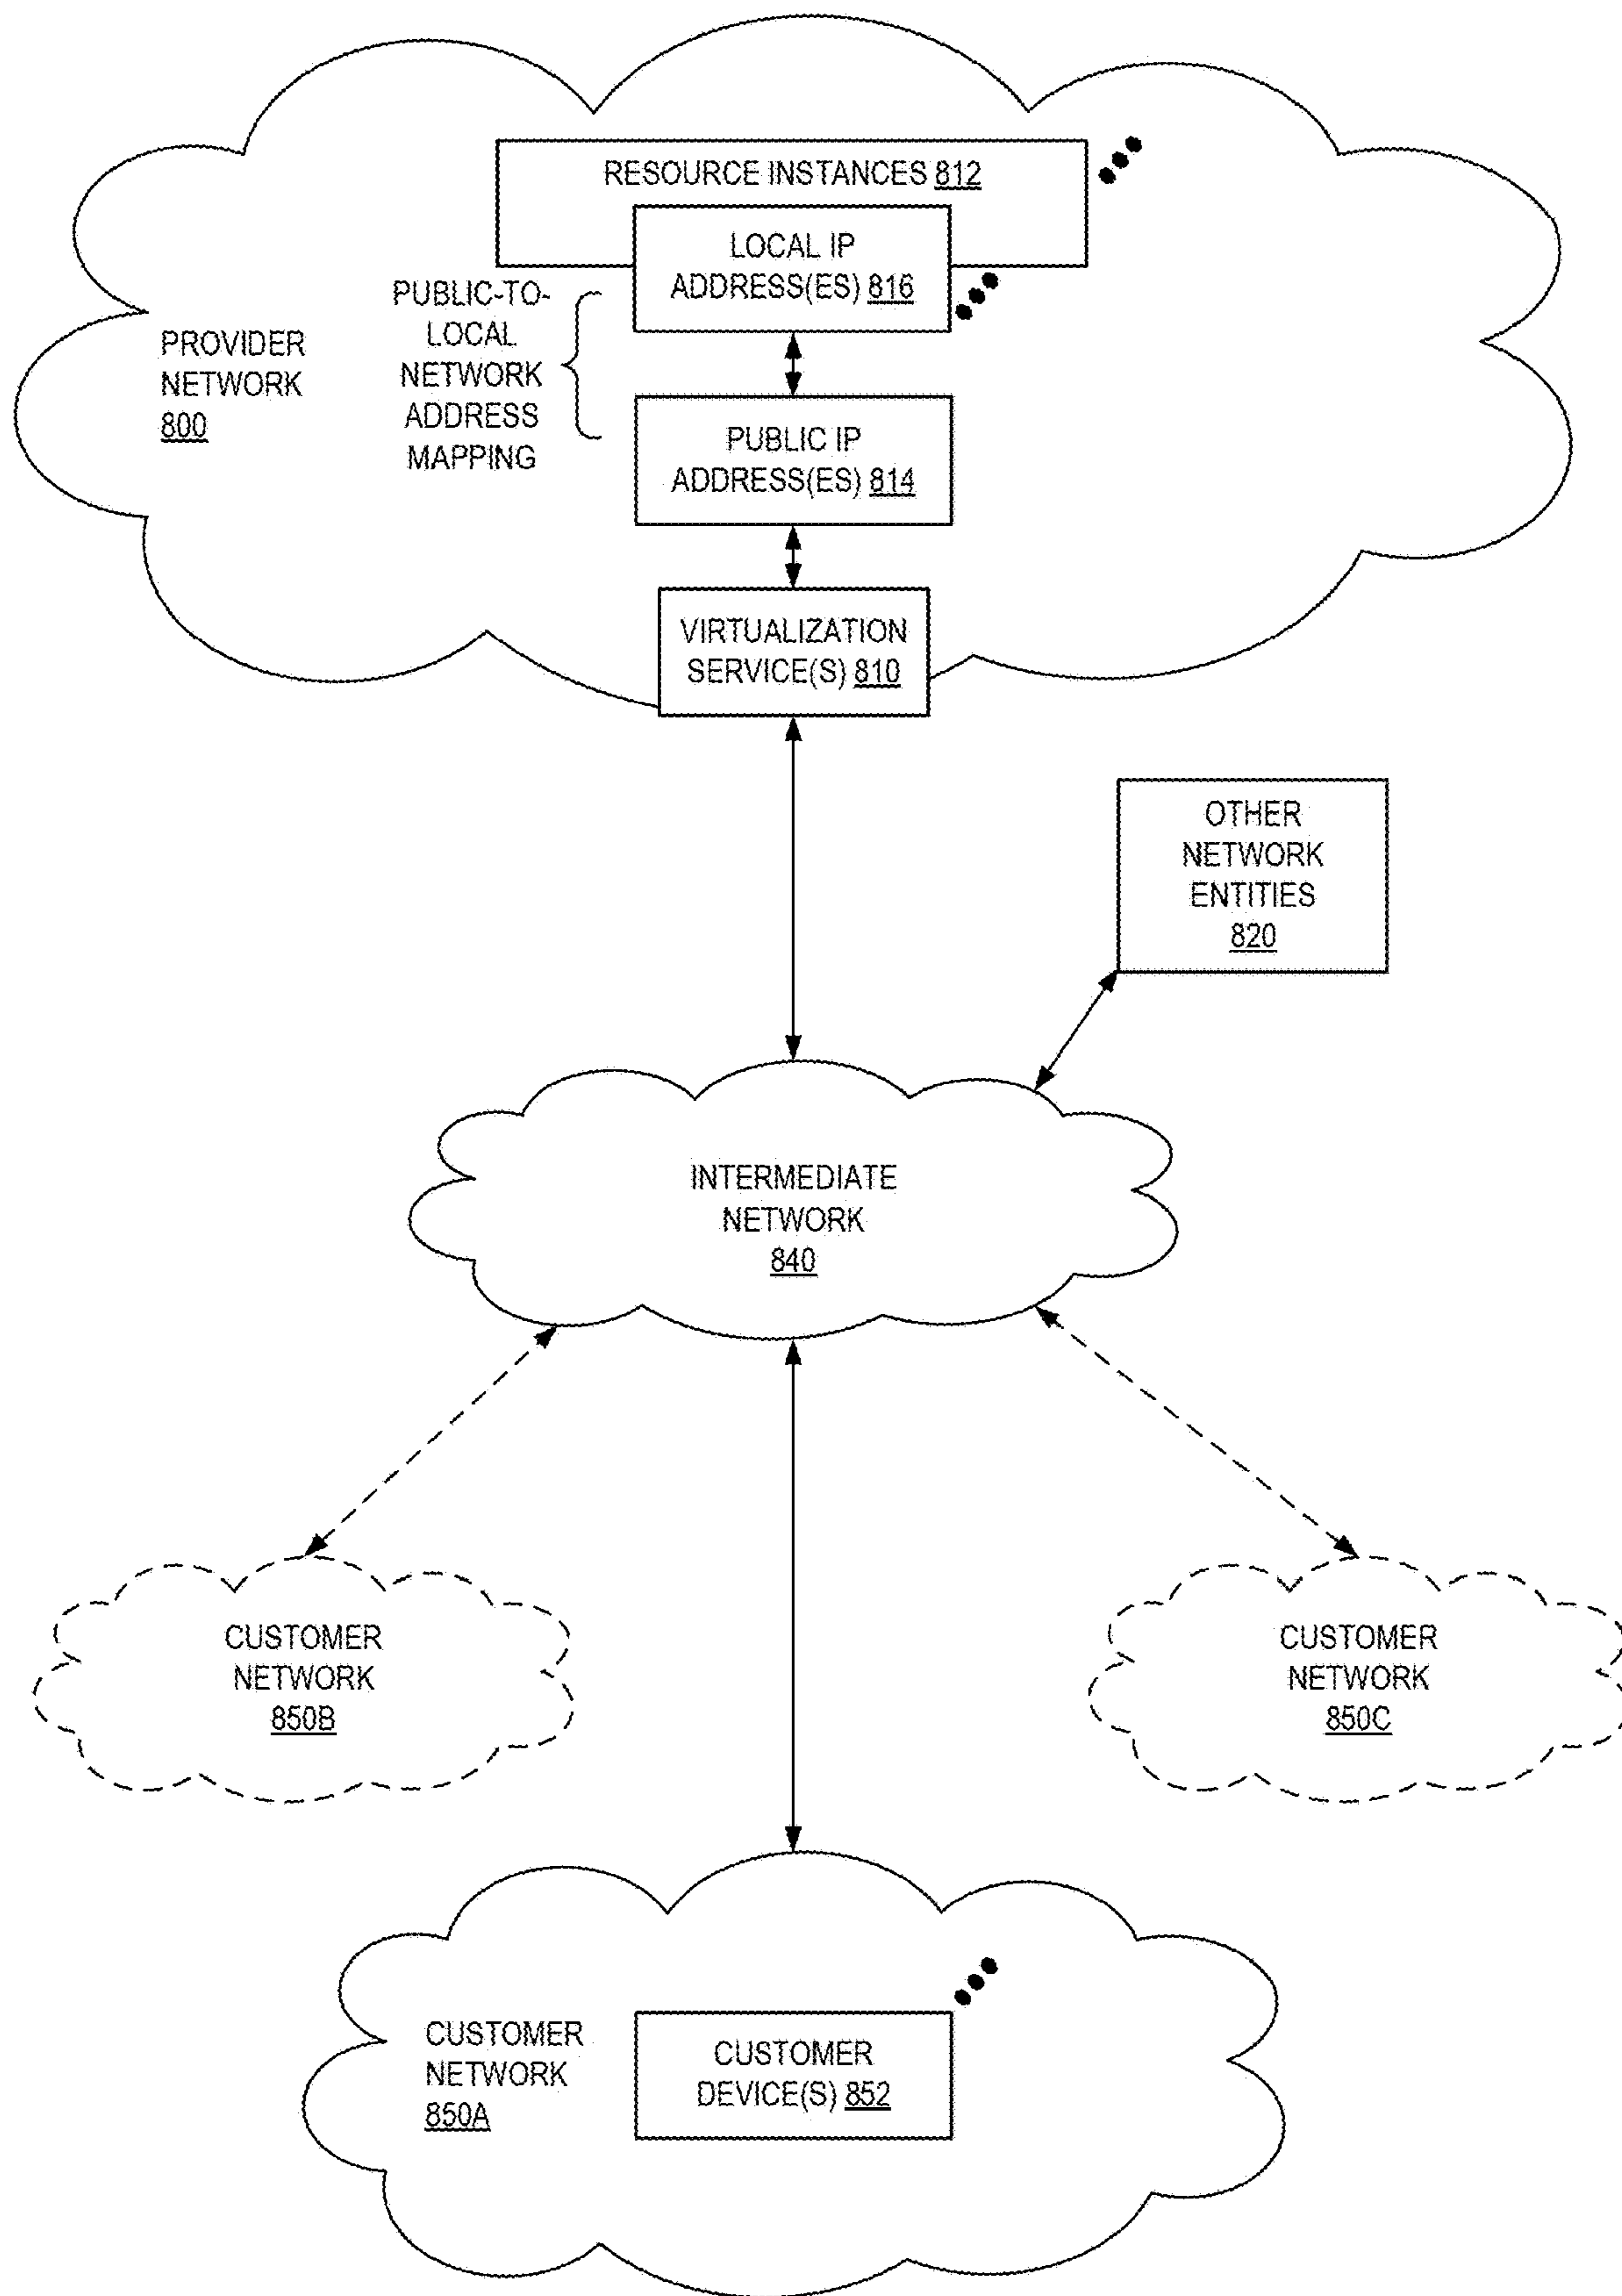 RESOURCE INSTANCES 812
LOCAL IP
ADDRESS(ES) 816
PUBLIC-TO-
LOCAL
NETWORK
ADDRESS
MAPPING
PROVIDER
NETWORK
800
PUBLIC IP
ADDRESS(ES) 814
VIRTUALIZATION
SERVICE(S) 810
OTHER
NETWORK
ENTITIES
820
INTERMEDIATE
NETWORK
840
CUSTOMER
NETWORK
850B
CUSTOMER
NETWORK
850C
CUSTOMER
NETWORK
850A
CUSTOMER
DEVICE(S) 852